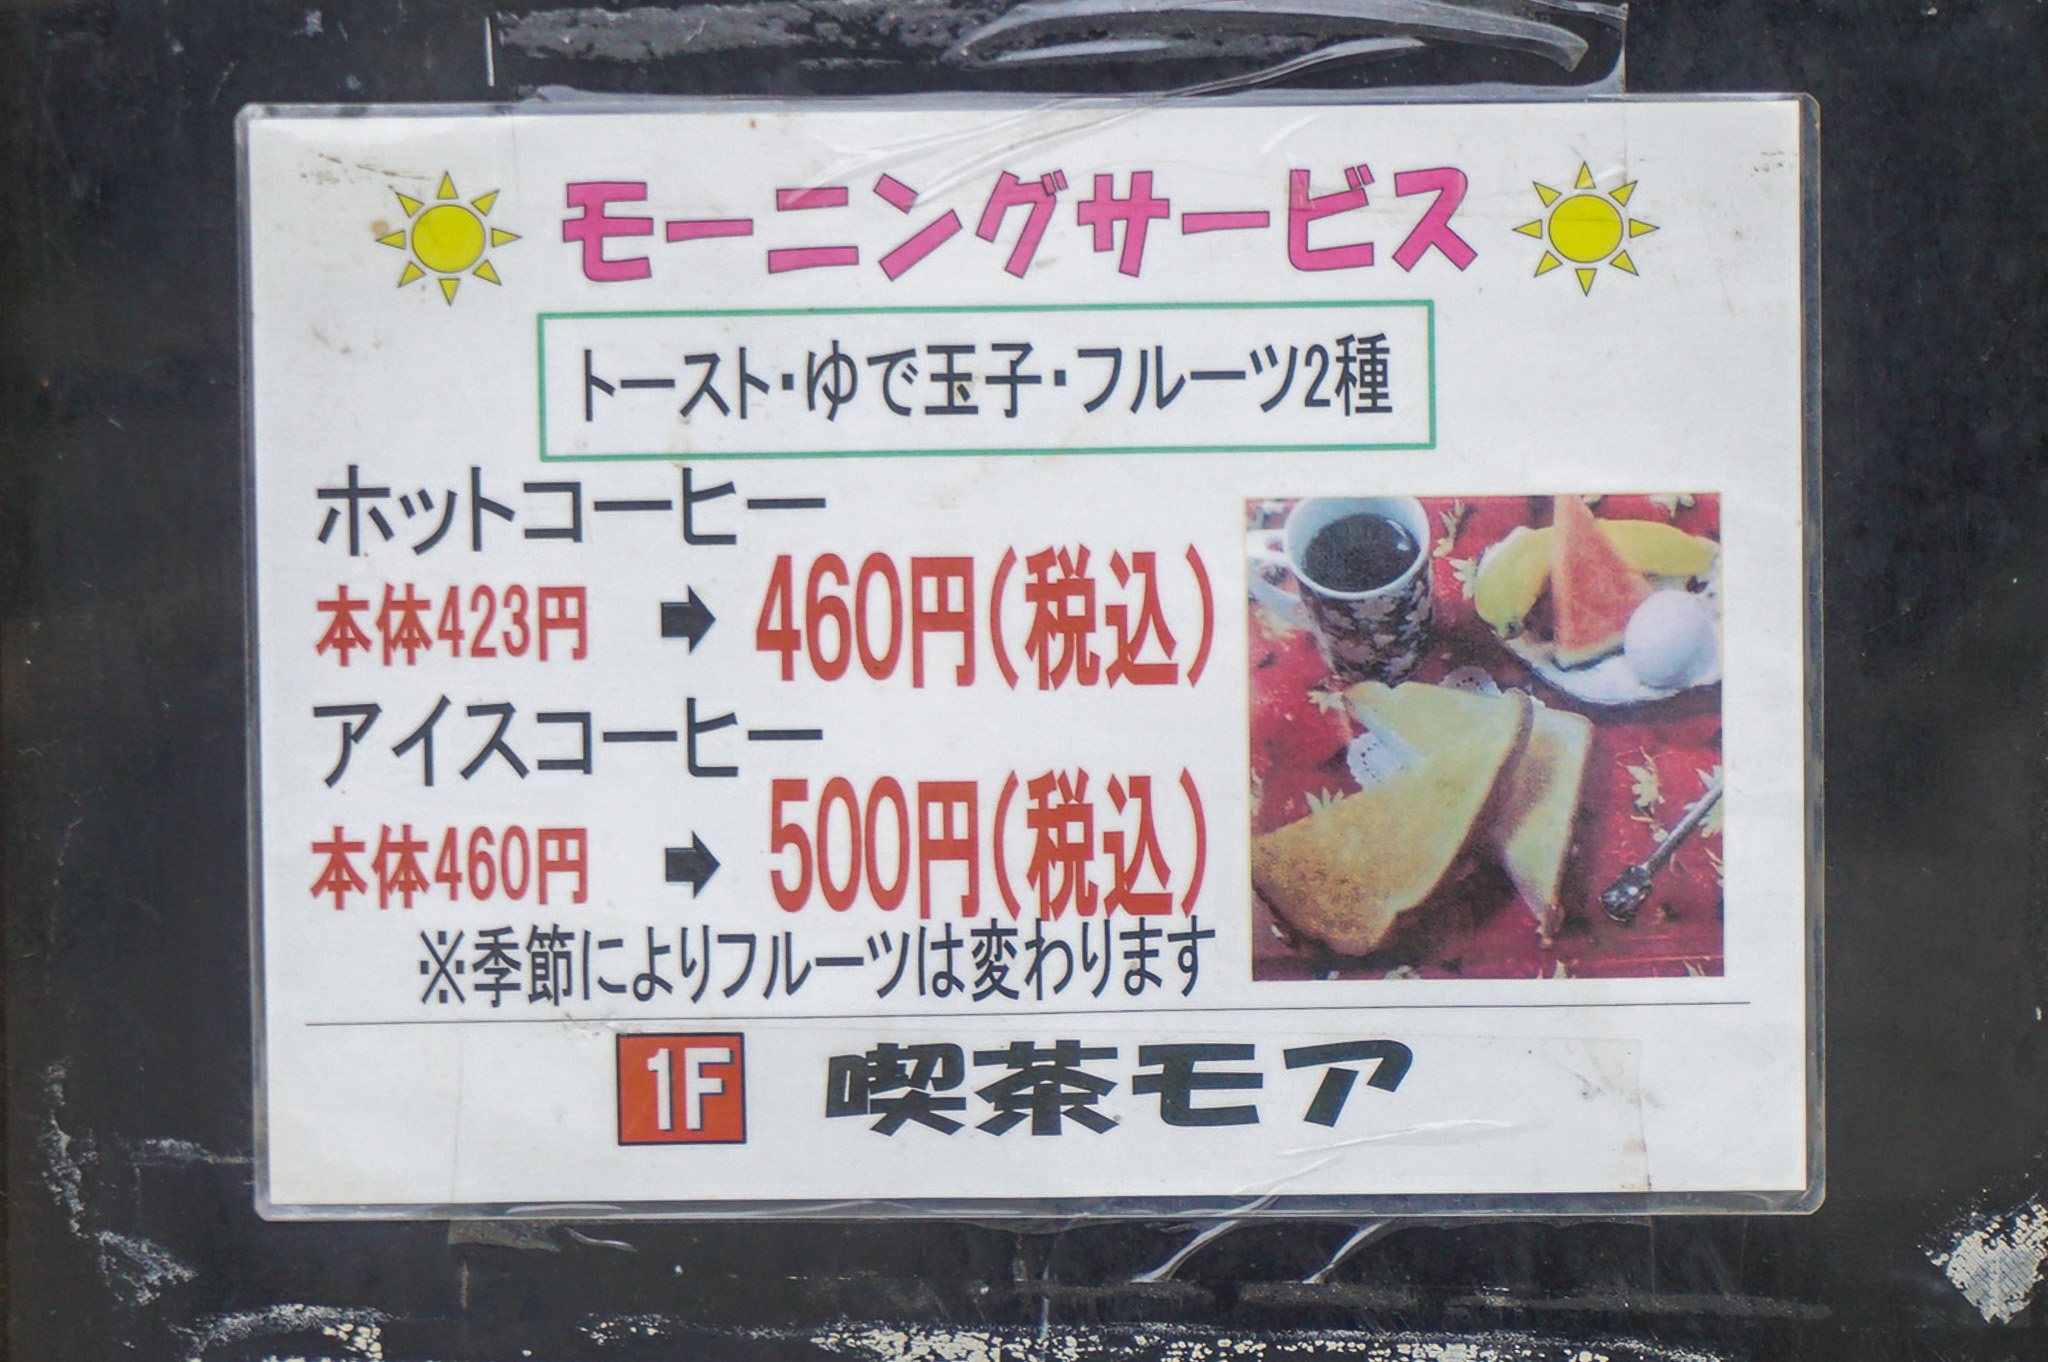 モーニングサービス
トースト・ゆで玉子・フルーツ2種
ホットコーヒー
本体423円 ➡ 460円(税込)
アイスコーヒー
本体460円 ➡ 500円(税込)
※季節によりフルーツは変わります
1F 喫茶モア